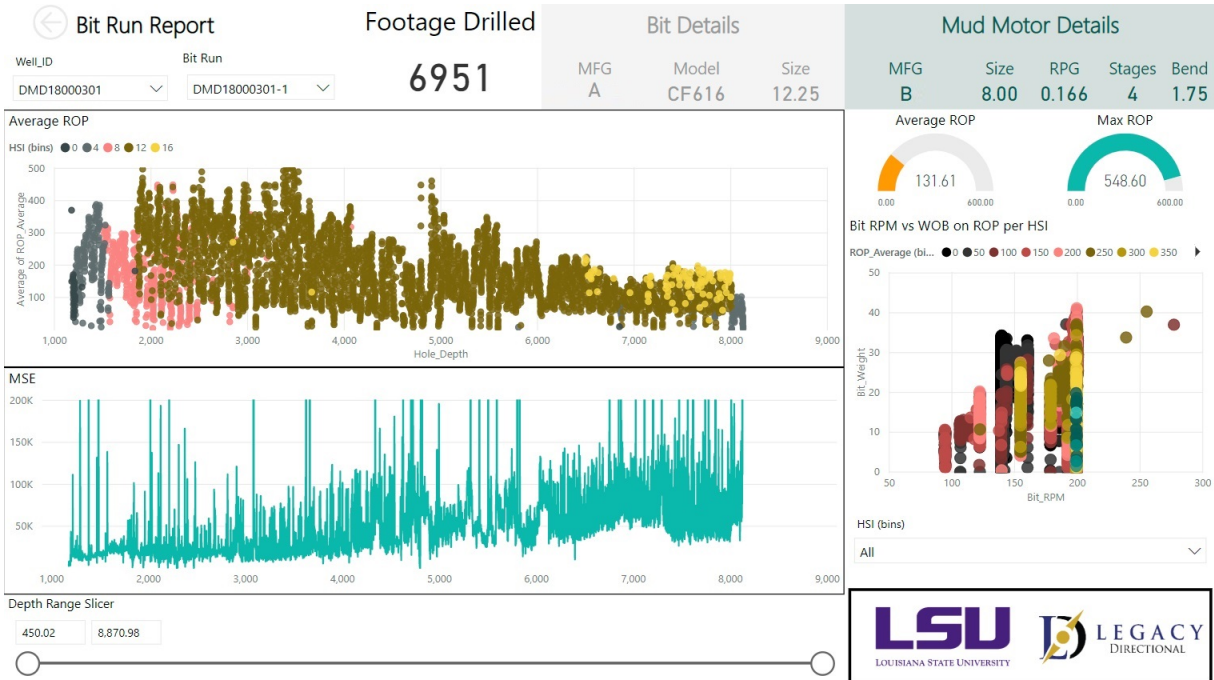 Bit Run Report
Well_ID
DMD18000301
Bit Run
DMD18000301-1
Footage Drilled
6951
Bit Details
MFG Model Size
A CF616 12.25
Mud Motor Details
MFG Size RPG Stages Bend
B 8.00 0.166 4 1.75
Average ROP
HSI (bins) 0 4 8 12 16
Average of ROP_Average
500
400
300
200
100
1,000 2,000 3,000 4,000 5,000 6,000 7,000 8,000 9,000
Hole_Depth
Average ROP
131.61
0.00 600.00
Max ROP
548.60
0.00 600.00
Bit RPM vs WOB on ROP per HSI
ROP_Average (bi... 0 50 100 150 200 250 300 350
Bit_Weight
50
40
30
20
10
0
50 100 150 200 250 300
Bit_RPM
MSE
200K
150K
100K
50K
1,000 2,000 3,000 4,000 5,000 6,000 7,000 8,000 9,000
HSI (bins)
All
Depth Range Slicer
450.02 8,870.98
LSU
LOUISIANA STATE UNIVERSITY
LEGACY
DIRECTIONAL